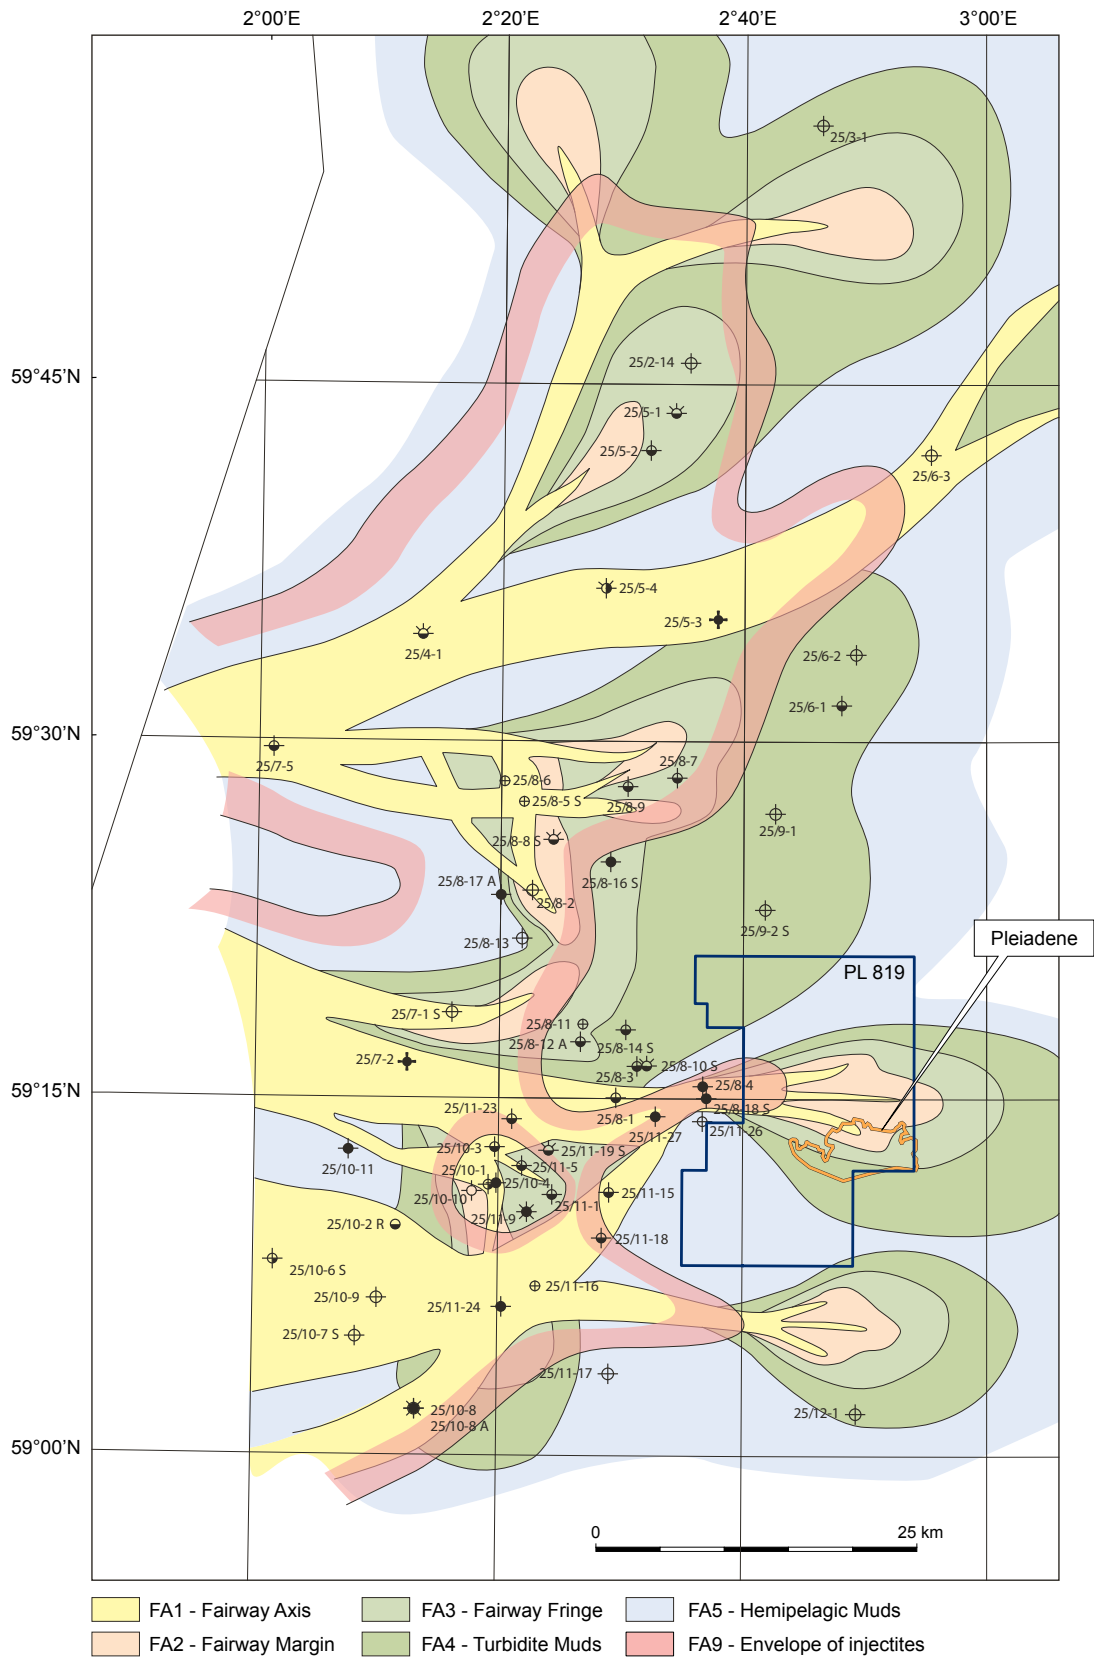 2°00’E 2°20’E 2°40’E 3°00’E
25/3-1
59°45’N
25/2-14
25/5-1
25/5-2
25/6-3
25/5-4
25/5-3
25/4-1
25/6-2
25/6-1
59°30’N
25/7-5
25/8-7
25/8-6
25/8-5 S
25/8-9
25/9-1
25/8-8 S
25/8-17 A
25/8-16 S
25/8-2
25/9-2 S
25/8-13
Pleiadene
PL 819
25/7-1 S
25/8-11
25/8-12 A
25/8-14 S
25/7-2
25/8-10 S
25/8-3
25/8-4
59°15’N
25/11-23
25/8-1
25/8-18 S
25/11-27
25/11-26
25/10-3
25/11-19 S
25/10-11
25/10-1
25/11-5
25/10-4
25/10-10
25/11-15
25/11-1
25/11-9
25/10-2 R
25/11-18
25/10-6 S
25/11-16
25/10-9
25/11-24
25/10-7 S
25/11-17
25/10-8
25/10-8 A
25/12-1
59°00’N
0 25 km
FA1 - Fairway Axis FA3 - Fairway Fringe FA5 - Hemipelagic Muds
FA2 - Fairway Margin FA4 - Turbidite Muds FA9 - Envelope of injectites